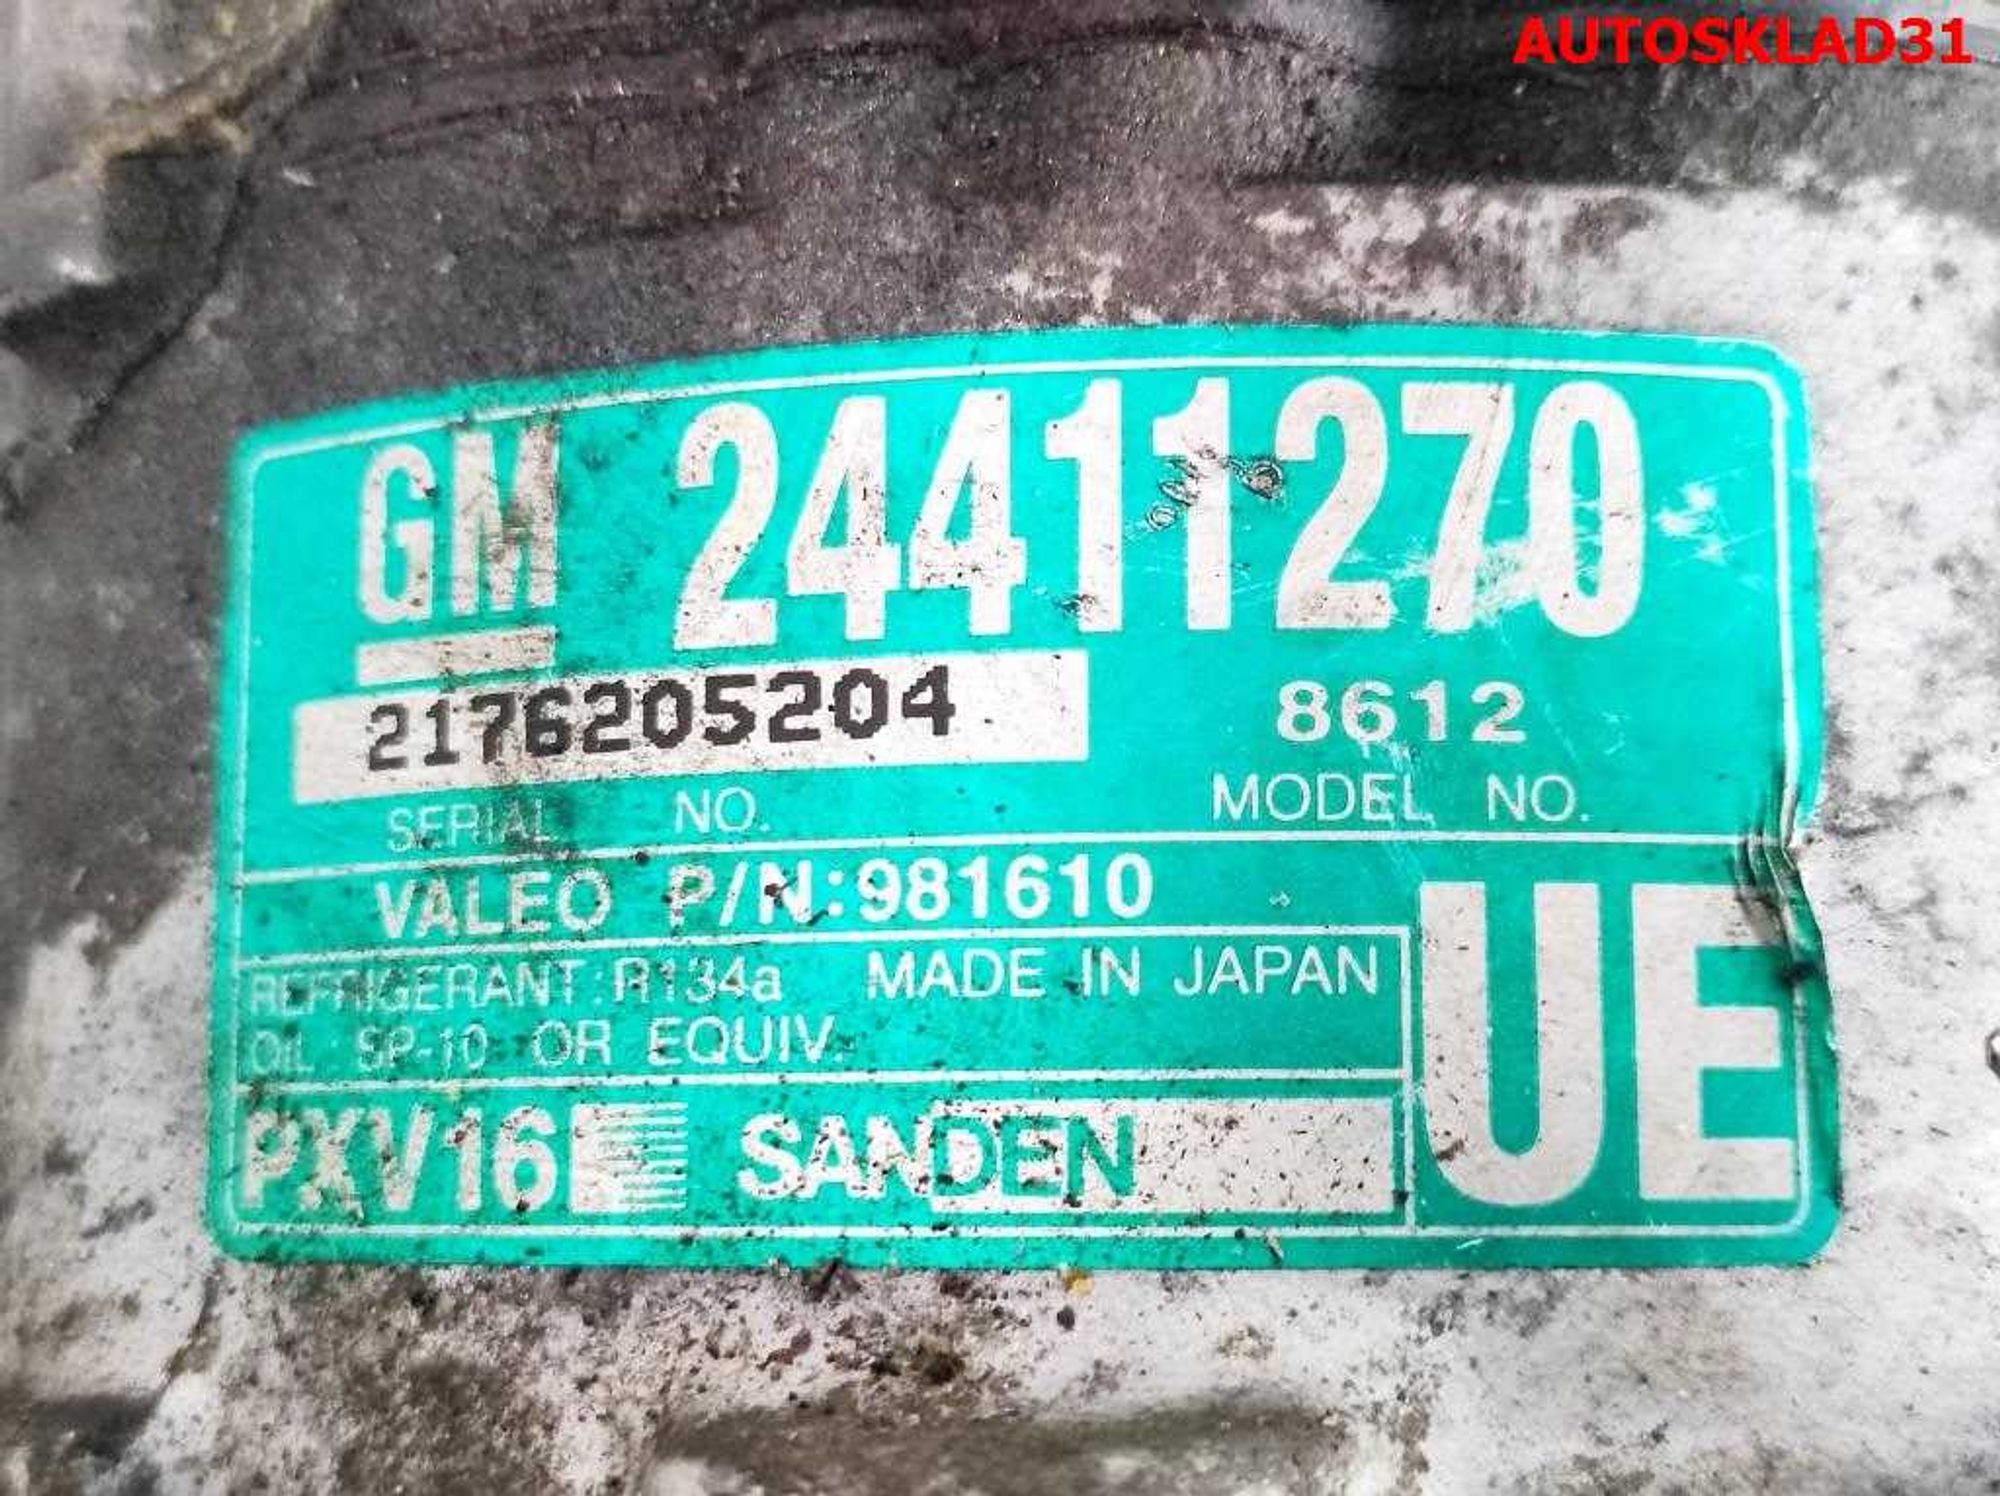 AUTOSKLAD31
GM 24411270
2176205204 8612
SERIAL NO. MODEL NO.
VALEO P/N:981610
REFRIGERANT:R134a MADE IN JAPAN
OIL: SP-10 OR EQUIV.
UE
PXV16 SANDEN